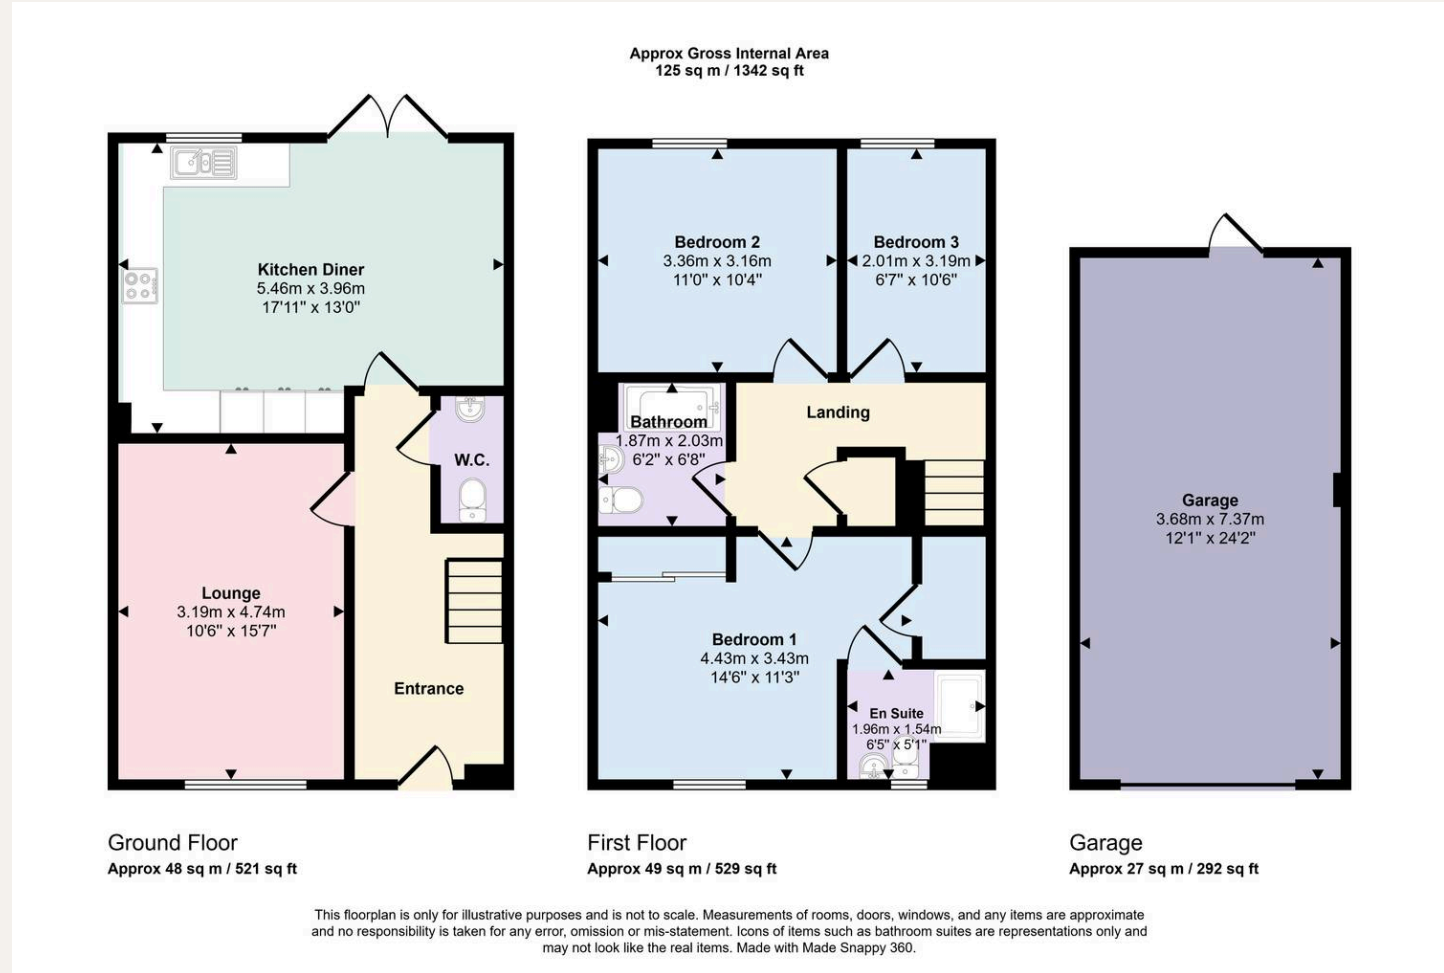 Approx Gross Internal Area
125 sq m / 1342 sq ft
Kitchen Diner
5.46m x 3.96m
17'11" x 13'0"
W.C.
Lounge
3.19m x 4.74m
10'6" x 15'7"
Entrance
Ground Floor
Approx 48 sq m / 521 sq ft
Bedroom 2
3.36m x 3.16m
11'0" x 10'4"
Bedroom 3
2.01m x 3.19m
6'7" x 10'6"
Landing
Bathroom
1.87m x 2.03m
6'2" x 6'8"
Bedroom 1
4.43m x 3.43m
14'6" x 11'3"
En Suite
1.96m x 1.54m
6'5" x 5'1"
First Floor
Approx 49 sq m / 529 sq ft
Garage
3.68m x 7.37m
12'1" x 24'2"
Garage
Approx 27 sq m / 292 sq ft
This floorplan is only for illustrative purposes and is not to scale. Measurements of rooms, doors, windows, and any items are approximate
and no responsibility is taken for any error, omission or mis-statement. Icons of items such as bathroom suites are representations only and
may not look like the real items. Made with Made Snappy 360.